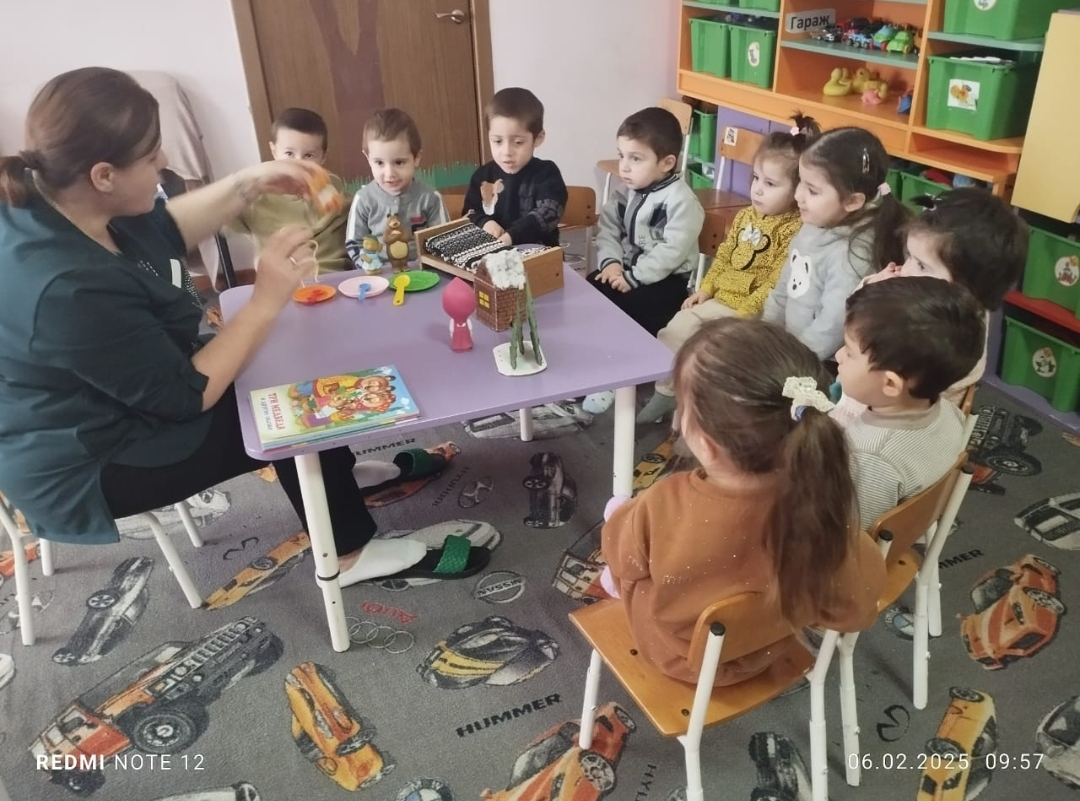 Гараж
ТРИ МЕДВЕДЯ
HUMMER
HUMMER
NISSAN
HUMMER
REDMI NOTE 12
06.02.2025 09:57